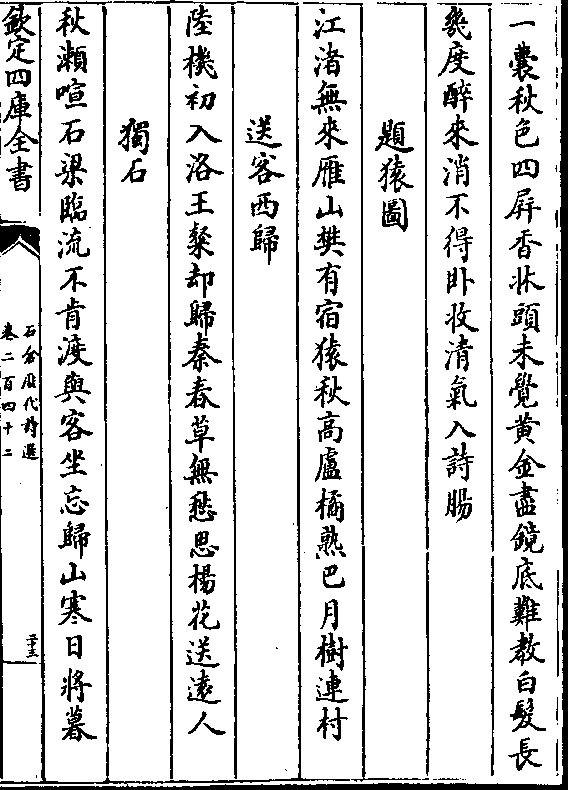 一囊秋色四屏香牀頭未覺黄金盡鏡底難教白髮長
幾度醉來消不得卧收清氣入詩腸
題猿圖
江渚無來雁山樊有宿猿秋高盧橘熟巴月樹連村
送客西歸
陸機初入洛王粲却歸秦春草無愁思楊花送遠人
獨石
秋瀬喧石梁臨流不肯渡與客坐忘歸山寒日將暮
欽定四庫全書
石倉歷代詩選
卷二百四十二
二十三